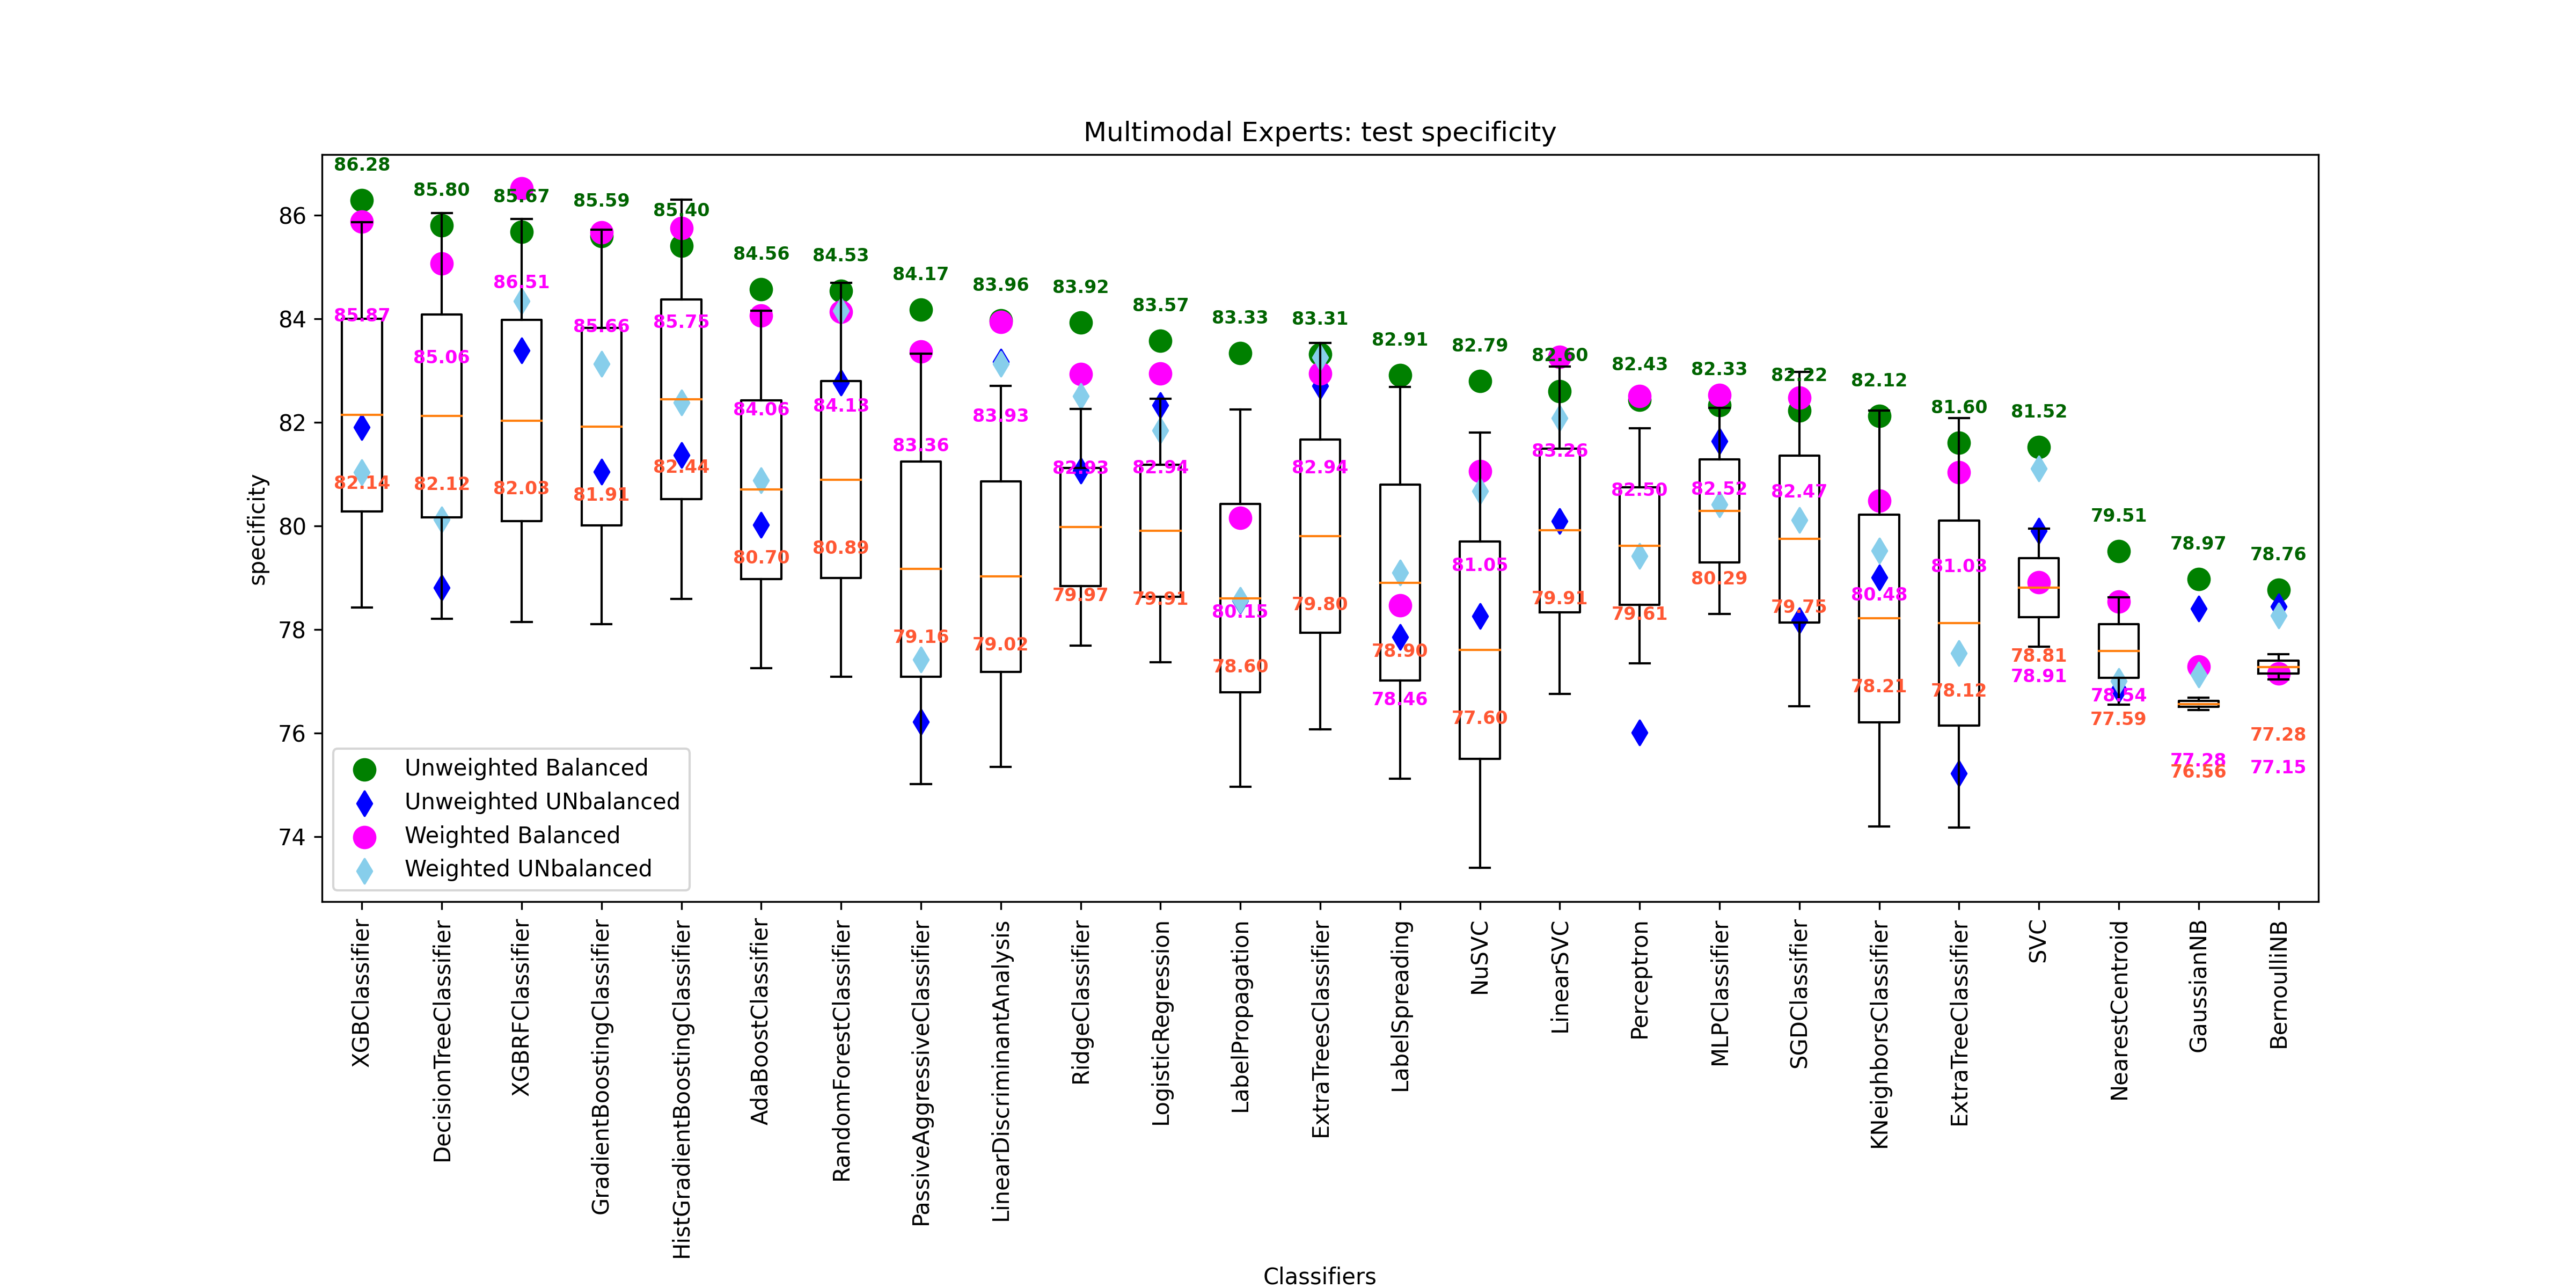 Multimodal Experts: test specificity
specificity
86
84
82
80
78
76
74
86.28
85.80
85.67
85.59
85.40
84.56
84.53
84.17
83.96
83.92
83.57
83.33
83.31
82.91
82.79
82.60
82.43
82.33
82.22
82.12
81.60
81.52
79.51
78.97
78.76
85.87
85.06
86.51
85.66
85.75
84.06
84.13
83.36
83.93
82.93
82.94
80.15
82.94
78.46
81.05
83.26
82.50
82.52
82.47
80.48
81.03
78.91
78.54
77.28
77.15
82.14
82.12
82.03
81.91
82.44
80.70
80.89
79.16
79.02
79.97
79.91
78.60
79.80
78.90
77.60
79.91
79.61
80.29
79.75
78.21
78.12
78.81
77.59
76.56
77.28
Unweighted Balanced
Unweighted UNbalanced
Weighted Balanced
Weighted UNbalanced
XGBClassifier
DecisionTreeClassifier
XGBRFClassifier
GradientBoostingClassifier
HistGradientBoostingClassifier
AdaBoostClassifier
RandomForestClassifier
PassiveAggressiveClassifier
LinearDiscriminantAnalysis
RidgeClassifier
LogisticRegression
LabelPropagation
ExtraTreesClassifier
LabelSpreading
NuSVC
LinearSVC
Perceptron
MLPClassifier
SGDClassifier
KNeighborsClassifier
ExtraTreeClassifier
SVC
NearestCentroid
GaussianNB
BernoulliNB
Classifiers